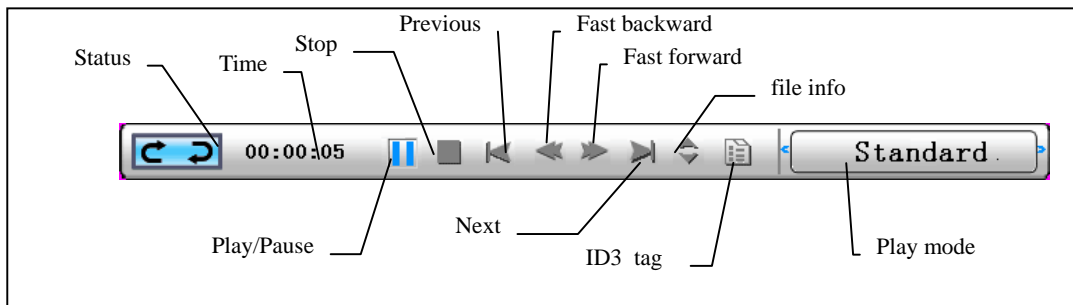 Previous
Fast backward
Stop
Status
Time
Fast forward
file info
00:00:05
Standard
Play/Pause
Next
ID3 tag
Play mode